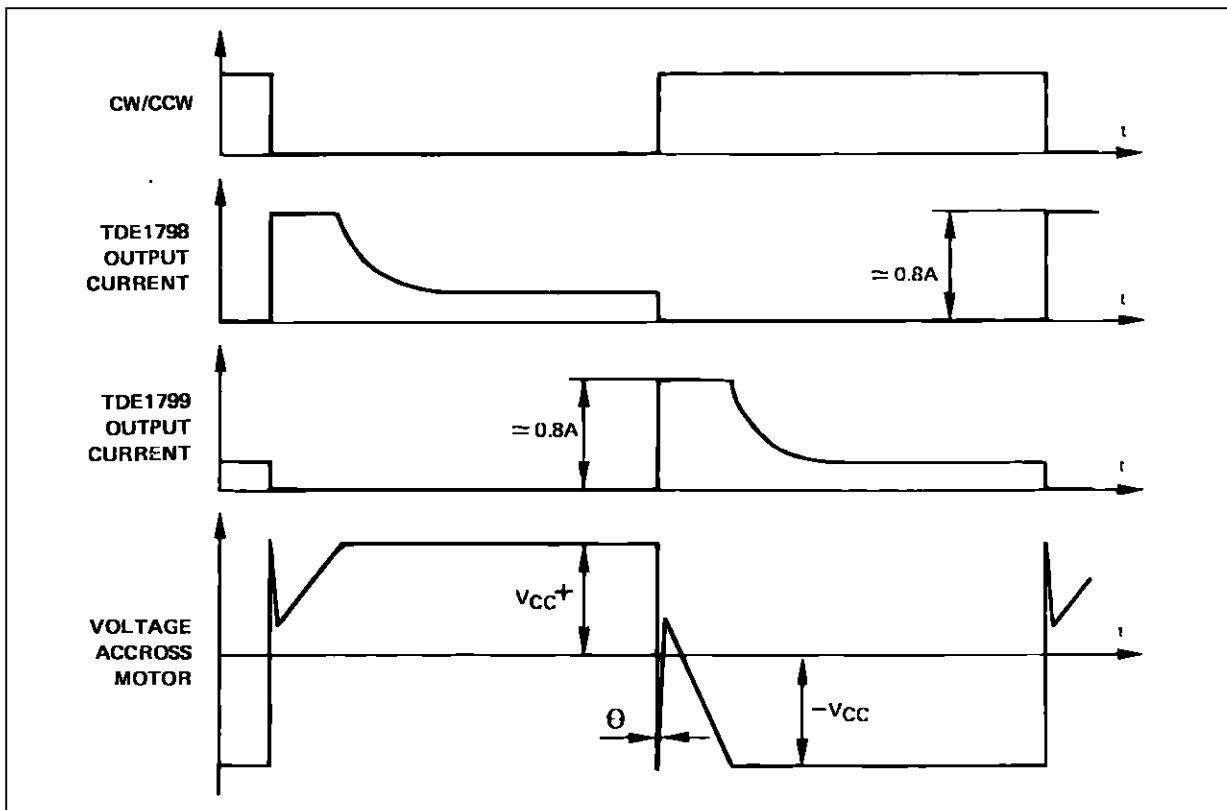 CW/CCW
t
TDE1798
OUTPUT
CURRENT
≃ 0.8A
t
TDE1799
OUTPUT
CURRENT
≃ 0.8A
t
VOLTAGE
ACCROSS
MOTOR
VCC+
t
−VCC
Θ